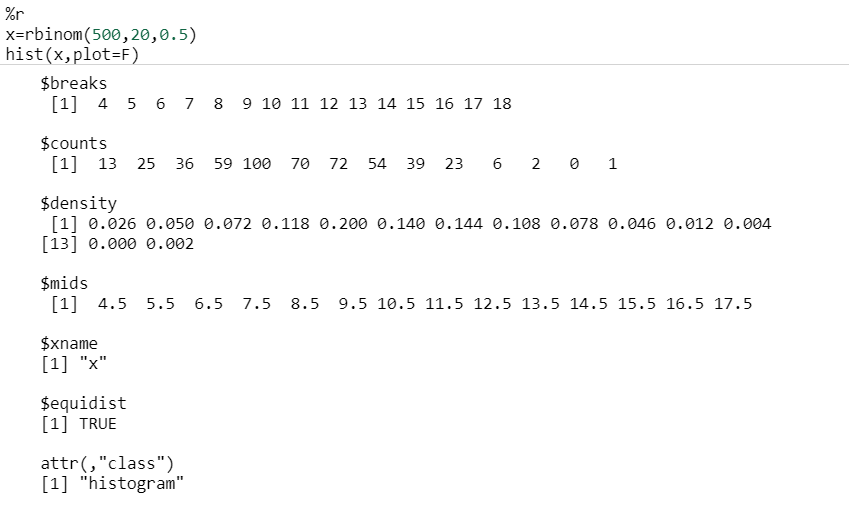 %r
x=rbinom(500,20,0.5)
hist(x,plot=F)
$breaks
[1] 4 5 6 7 8 9 10 11 12 13 14 15 16 17 18
$counts
[1] 13 25 36 59 100 70 72 54 39 23 6 2 0 1
$density
[1] 0.026 0.050 0.072 0.118 0.200 0.140 0.144 0.108 0.078 0.046 0.012 0.004
[13] 0.000 0.002
$mids
[1] 4.5 5.5 6.5 7.5 8.5 9.5 10.5 11.5 12.5 13.5 14.5 15.5 16.5 17.5
$xname
[1] "x"
$equidist
[1] TRUE
attr(,"class")
[1] "histogram"